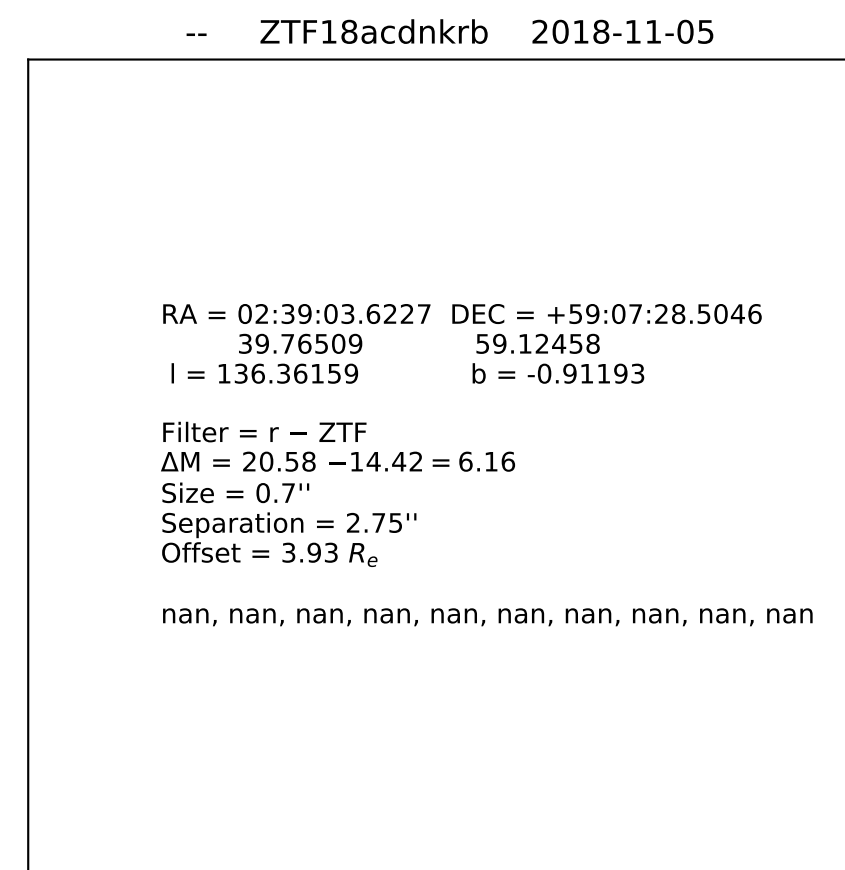 -- ZTF18acdnkrb 2018-11-05
RA = 02:39:03.6227 DEC = +59:07:28.5046
39.76509 59.12458
l = 136.36159 b = -0.91193
Filter = r − ZTF
ΔM = 20.58 −14.42 = 6.16
Size = 0.7''
Separation = 2.75''
Offset = 3.93 Re
nan, nan, nan, nan, nan, nan, nan, nan, nan, nan